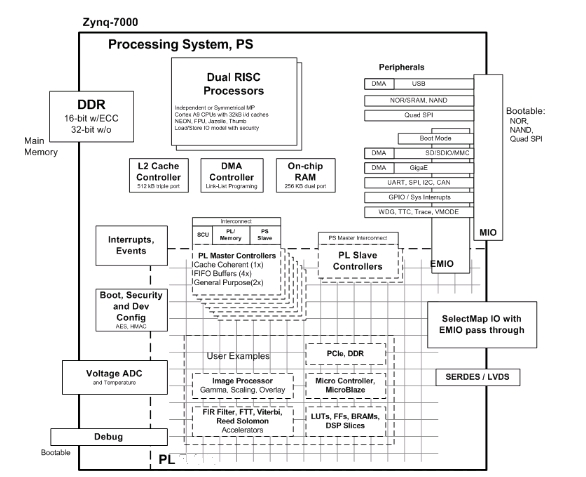 Zynq-7000
Processing System, PS
Dual RISC
Processors
Independent or Symmetrical MP
Cortex A9 CPUs with 32kB i/d caches
NEON, FPU, Jazelle, Thumb
Load/Store IO model with security
Peripherals
DMA USB
NOR/SRAM, NAND
Quad SPI
Boot Mode
DMA SD/SDIO/MMC
DMA GigaE
UART, SPI, I2C, CAN
GPIO / Sys Interrupts
WDG, TTC, Trace, VMODE
MIO
EMIO
Bootable:
NOR,
NAND,
Quad SPI
DDR
16-bit w/ECC
32-bit w/o
Main
Memory
L2 Cache
Controller
512 kB triple port
DMA
Controller
Link-List Programing
On-chip
RAM
256 KB dual port
Interconnect
SCU
PL/
Memory
PS
Slave
PL Master Controllers
Cache Coherent (1x)
FIFO Buffers (4x)
General Purpose(2x)
PS Master Interconnect
PL Slave
Controllers
Interrupts,
Events
Boot, Security
and Dev
Config
AES, HMAC
SelectMap IO with
EMIO pass through
User Examples
PCIe, DDR
Voltage ADC
and Temperature
Image Processor
Gamma, Scaling, Overlay
Micro Controller,
MicroBlaze
SERDES / LVDS
FIR Filter, FTT, Viterbi,
Reed Solomon
Accelerators
LUTs, FFs, BRAMs,
DSP Slices
Debug
Bootable
PL